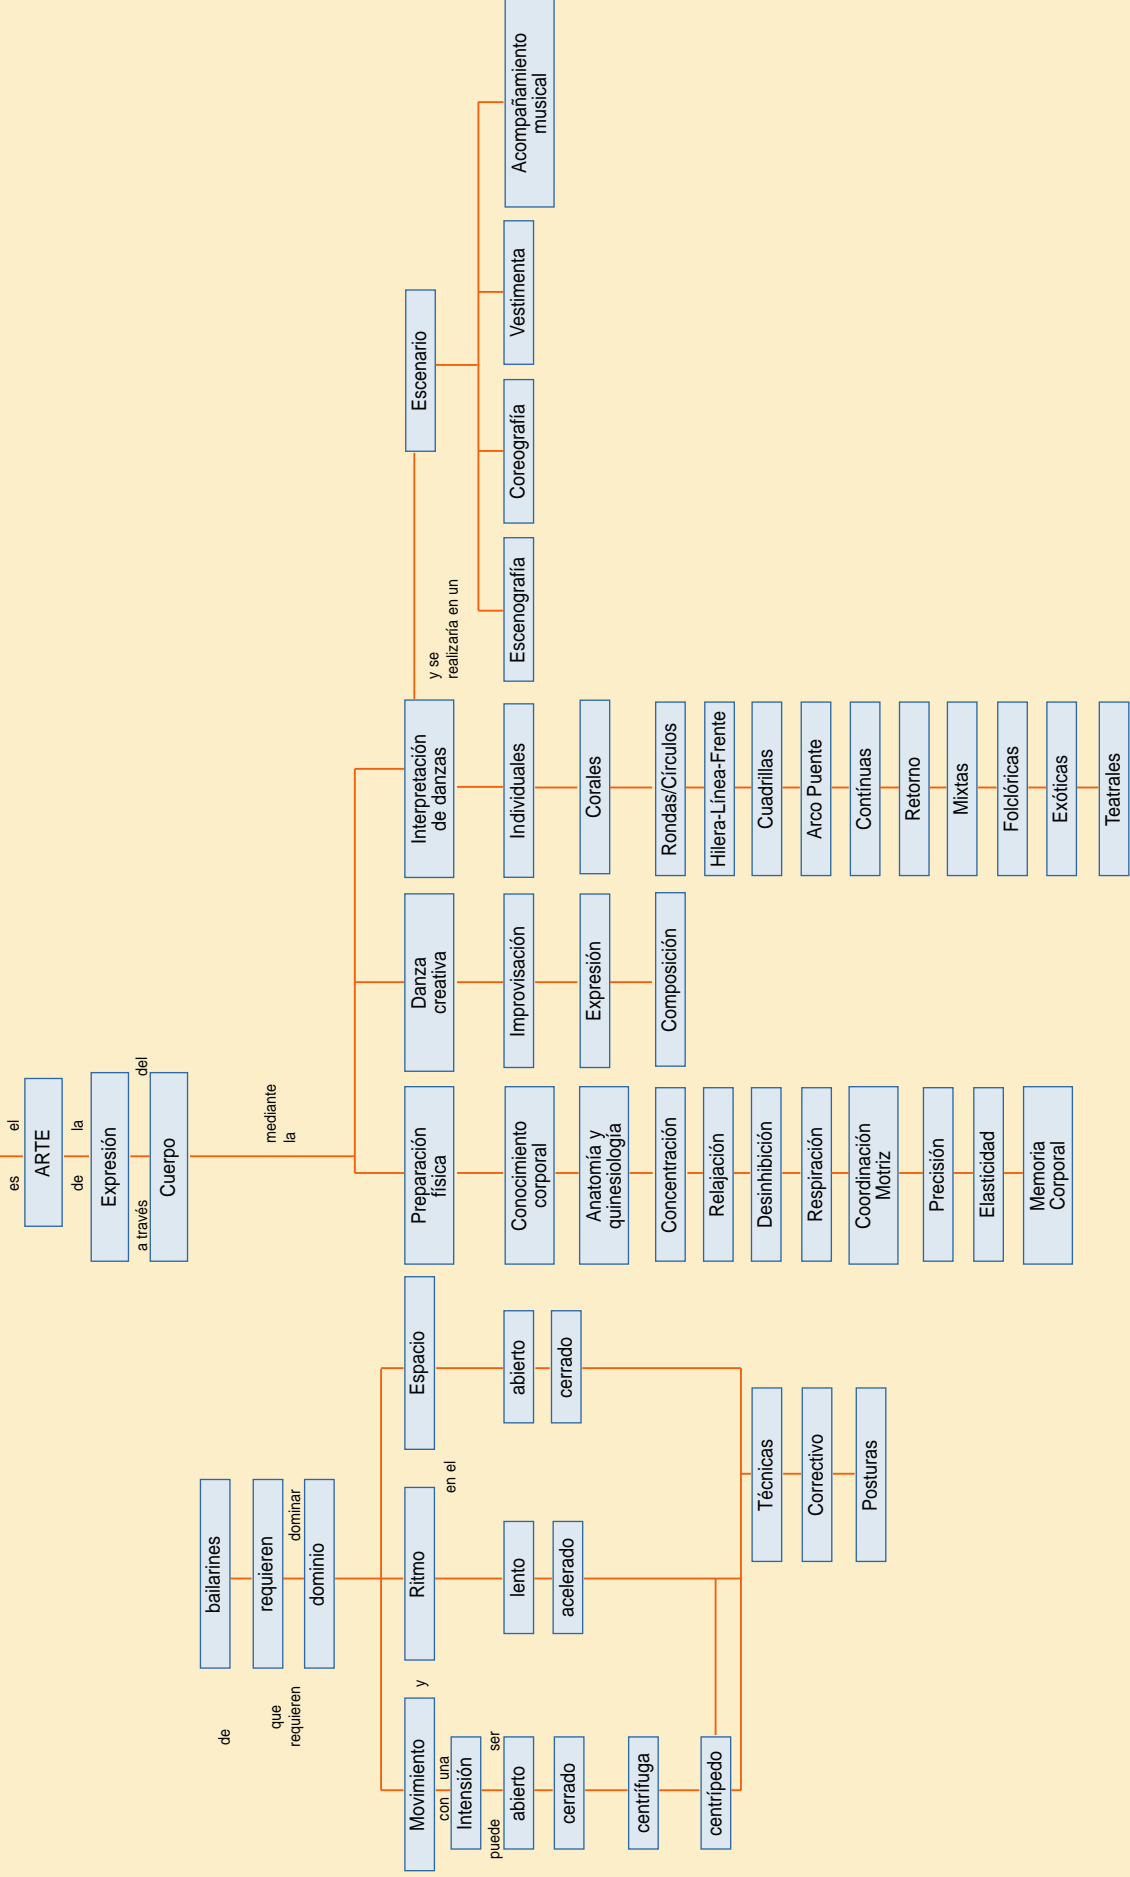 es
el
ARTE
de
la
Expresión
a través
del
Cuerpo
mediante
la
de
bailarines
que
requieren
requieren
dominar
dominio
Movimiento
y
Ritmo
en el
Espacio
con
una
Intensión
puede
ser
abierto
cerrado
centrífuga
centrípedo
lento
acelerado
abierto
cerrado
Técnicas
Correctivo
Posturas
Preparación
física
Conocimiento
corporal
Anatomía y
quinesiología
Concentración
Relajación
Desinhibición
Respiración
Coordinación
Motriz
Precisión
Elasticidad
Memoria
Corporal
Danza
creativa
Improvisación
Expresión
Composición
Interpretación
de danzas
Individuales
Corales
Rondas/Círculos
Hilera-Línea-Frente
Cuadrillas
Arco Puente
Contínuas
Retorno
Mixtas
Folclóricas
Exóticas
Teatrales
y se
realizaría en un
Escenario
Escenografía
Coreografía
Vestimenta
Acompañamiento
musical